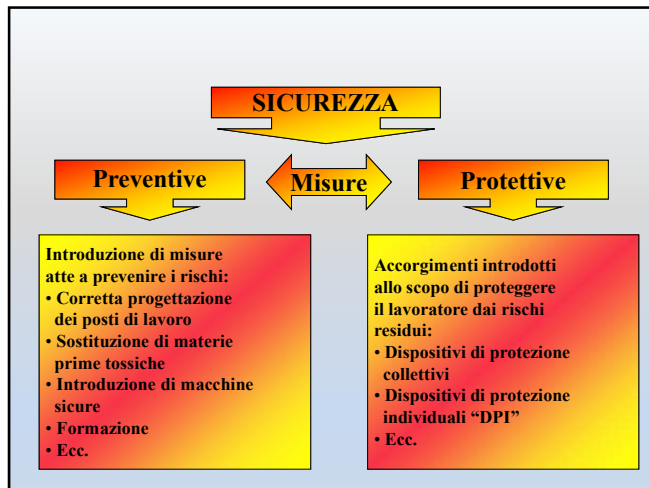 SICUREZZA
Preventive
Misure
Protettive
Introduzione di misure
atte a prevenire i rischi:
• Corretta progettazione
dei posti di lavoro
• Sostituzione di materie
prime tossiche
• Introduzione di macchine
sicure
• Formazione
• Ecc.
Accorgimenti introdotti
allo scopo di proteggere
il lavoratore dai rischi
residui:
• Dispositivi di protezione
collettivi
• Dispositivi di protezione
individuali “DPI”
• Ecc.